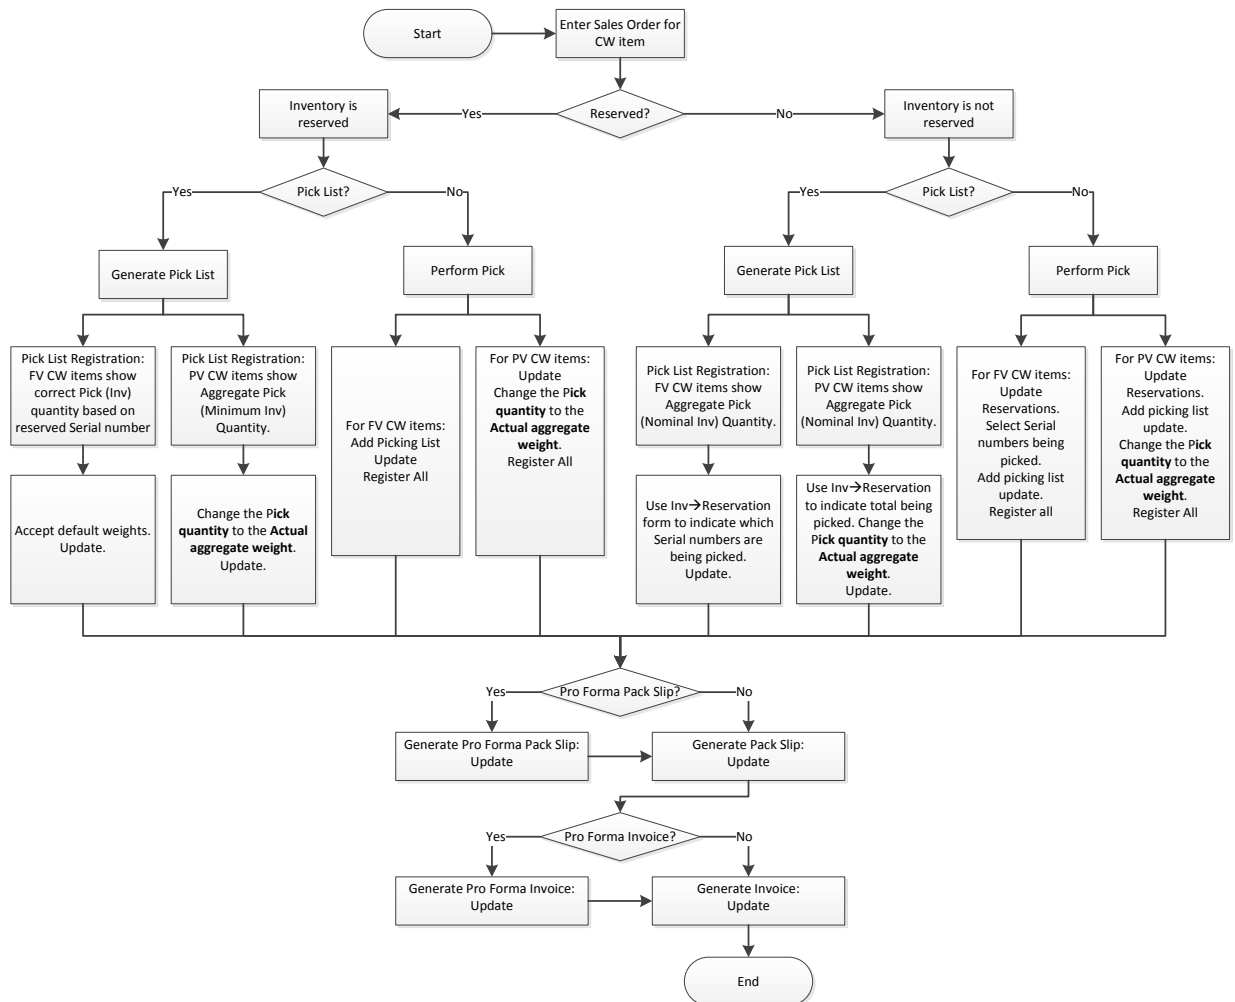 Start
Enter Sales Order for
CW item
Inventory is
reserved
Yes
Reserved?
No
Inventory is not
reserved
Yes
Pick List?
No
Yes
Pick List?
No
Generate Pick List
Perform Pick
Generate Pick List
Perform Pick
Pick List Registration:
FV CW items show
correct Pick (Inv)
quantity based on
reserved Serial number
Pick List Registration:
PV CW items show
Aggregate Pick
(Minimum Inv)
Quantity.
For FV CW items:
Add Picking List
Update
Register All
For PV CW items:
Update
Change the Pick
quantity to the
Actual aggregate
weight.
Register All
Pick List Registration:
FV CW items show
Aggregate Pick
(Nominal Inv) Quantity.
Pick List Registration:
PV CW items show
Aggregate Pick
(Nominal Inv) Quantity.
For FV CW items:
Update
Reservations.
Select Serial
numbers being
picked.
Add picking list
update.
Register all
For PV CW items:
Update
Reservations.
Add picking list
update.
Change the Pick
quantity to the
Actual aggregate
weight.
Register All
Accept default weights.
Update.
Change the Pick
quantity to the Actual
aggregate weight.
Update.
Use Inv→Reservation
form to indicate which
Serial numbers are
being picked.
Update.
Use Inv→Reservation
to indicate total being
picked. Change the
Pick quantity to the
Actual aggregate
weight.
Update.
Yes
Pro Forma Pack Slip?
No
Generate Pro Forma Pack Slip:
Update
Generate Pack Slip:
Update
Yes
Pro Forma Invoice?
No
Generate Pro Forma Invoice:
Update
Generate Invoice:
Update
End